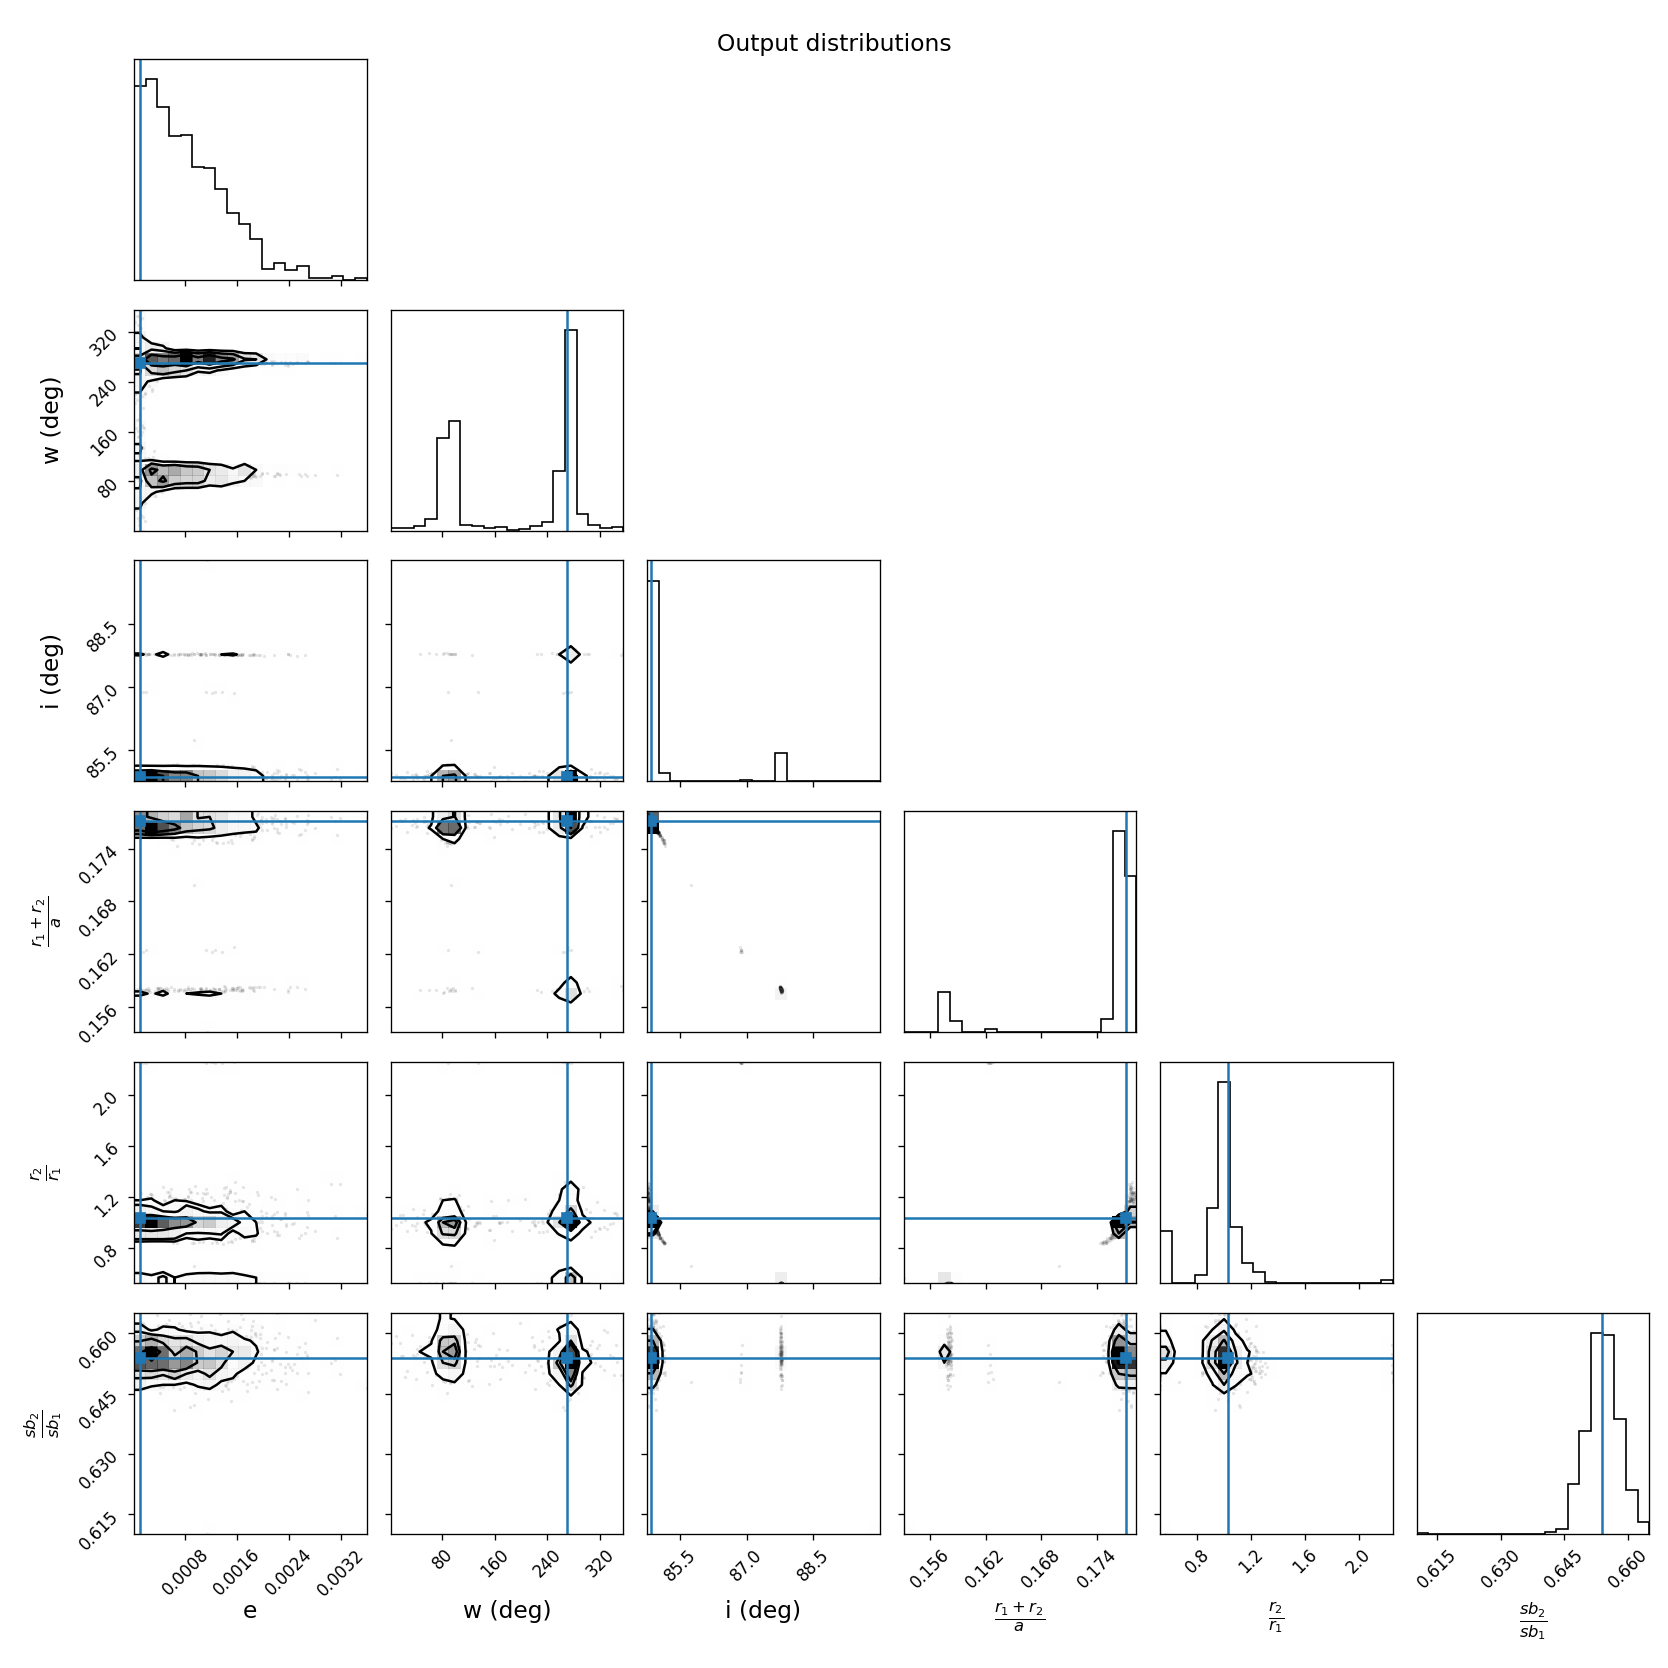 Output distributions
w (deg)
320
240
160
80
i (deg)
88.5
87.0
85.5
r₁ + r₂
a
0.174
0.168
0.162
0.156
r₂
r₁
2.0
1.6
1.2
0.8
sb₂
sb₁
0.660
0.645
0.630
0.615
0.0008 0.0016 0.0024 0.0032 80 160 240 320 85.5 87.0 88.5 0.156 0.162 0.168 0.174 0.8 1.2 1.6 2.0 0.615 0.630 0.645 0.660
e w (deg) i (deg) r₁ + r₂ r₂ sb₂
a r₁ sb₁